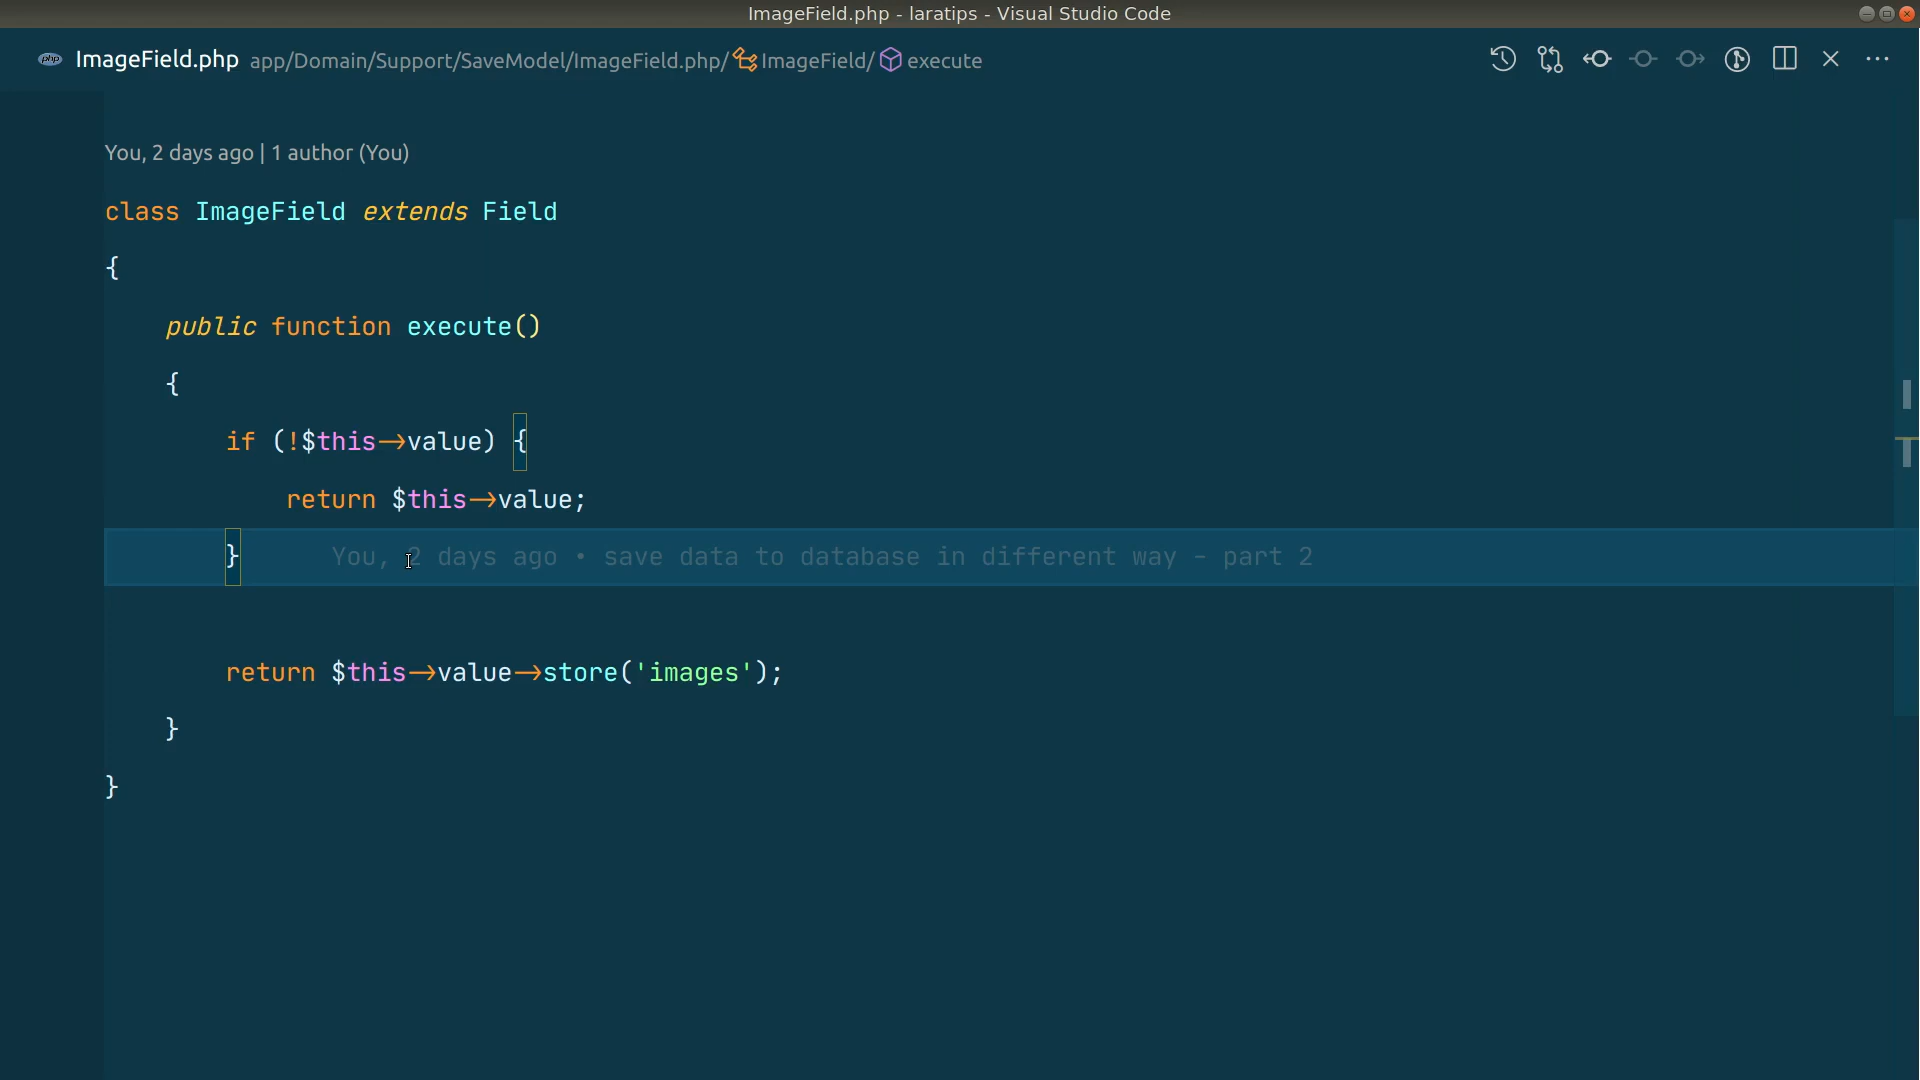 ImageField.php - laratips - Visual Studio Code
php ImageField.php app/Domain/Support/SaveModel/ImageField.php/ ImageField/ execute
You, 2 days ago | 1 author (You)
class ImageField extends Field
{
public function execute()
{
if (!$this->value) {
return $this->value;
} You, 2 days ago • save data to database in different way - part 2
return $this->value->store('images');
}
}